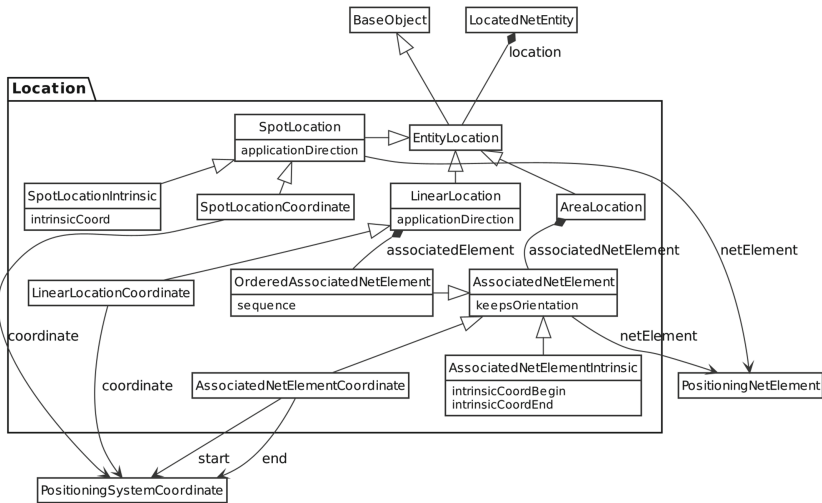 BaseObject
LocatedNetEntity
location
Location
SpotLocation
applicationDirection
EntityLocation
SpotLocationIntrinsic
intrinsicCoord
SpotLocationCoordinate
LinearLocation
applicationDirection
AreaLocation
associatedElement
associatedNetElement
netElement
LinearLocationCoordinate
OrderedAssociatedNetElement
sequence
AssociatedNetElement
keepsOrientation
coordinate
netElement
coordinate
AssociatedNetElementCoordinate
AssociatedNetElementIntrinsic
intrinsicCoordBegin
intrinsicCoordEnd
PositioningNetElement
start
end
PositioningSystemCoordinate